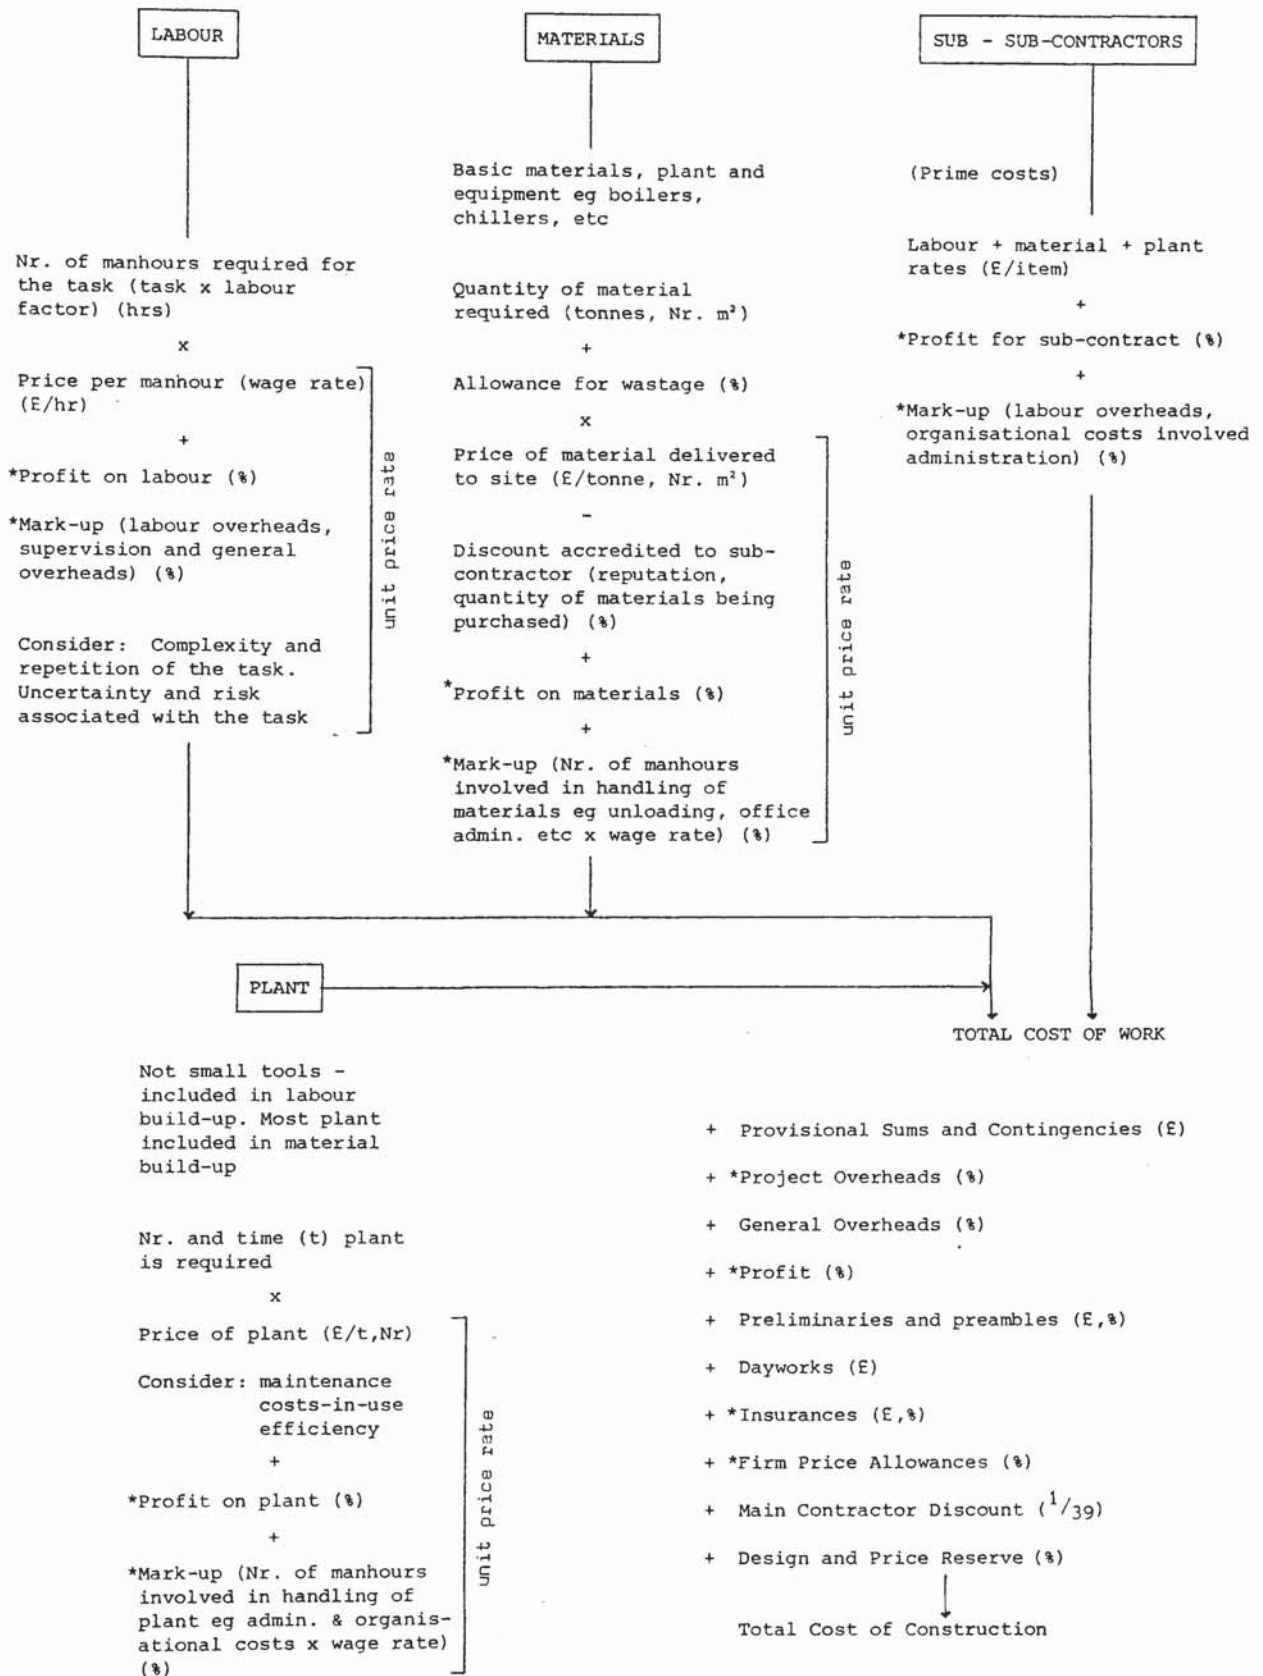 LABOUR
Nr. of manhours required for
the task (task x labour
factor) (hrs)
x
Price per manhour (wage rate)
(£/hr)
+
*Profit on labour (%)
*Mark-up (labour overheads,
supervision and general
overheads) (%)
Consider: Complexity and
repetition of the task.
Uncertainty and risk
associated with the task
unit price rate
MATERIALS
Basic materials, plant and
equipment eg boilers,
chillers, etc
Quantity of material
required (tonnes, Nr. m²)
+
Allowance for wastage (%)
x
Price of material delivered
to site (£/tonne, Nr. m²)
-
Discount accredited to sub-
contractor (reputation,
quantity of materials being
purchased) (%)
+
*Profit on materials (%)
+
*Mark-up (Nr. of manhours
involved in handling of
materials eg unloading, office
admin. etc x wage rate) (%)
unit price rate
SUB - SUB-CONTRACTORS
(Prime costs)
Labour + material + plant
rates (£/item)
+
*Profit for sub-contract (%)
+
*Mark-up (labour overheads,
organisational costs involved
administration) (%)
PLANT
Not small tools -
included in labour
build-up. Most plant
included in material
build-up
Nr. and time (t) plant
is required
x
Price of plant (£/t,Nr)
Consider: maintenance
costs-in-use
efficiency
+
*Profit on plant (%)
+
*Mark-up (Nr. of manhours
involved in handling of
plant eg admin. & organis-
ational costs x wage rate)
(%)
unit price rate
TOTAL COST OF WORK
+ Provisional Sums and Contingencies (£)
+ *Project Overheads (%)
+ General Overheads (%)
+ *Profit (%)
+ Preliminaries and preambles (£,%)
+ Dayworks (£)
+ *Insurances (£,%)
+ *Firm Price Allowances (%)
+ Main Contractor Discount (1/39)
+ Design and Price Reserve (%)
Total Cost of Construction